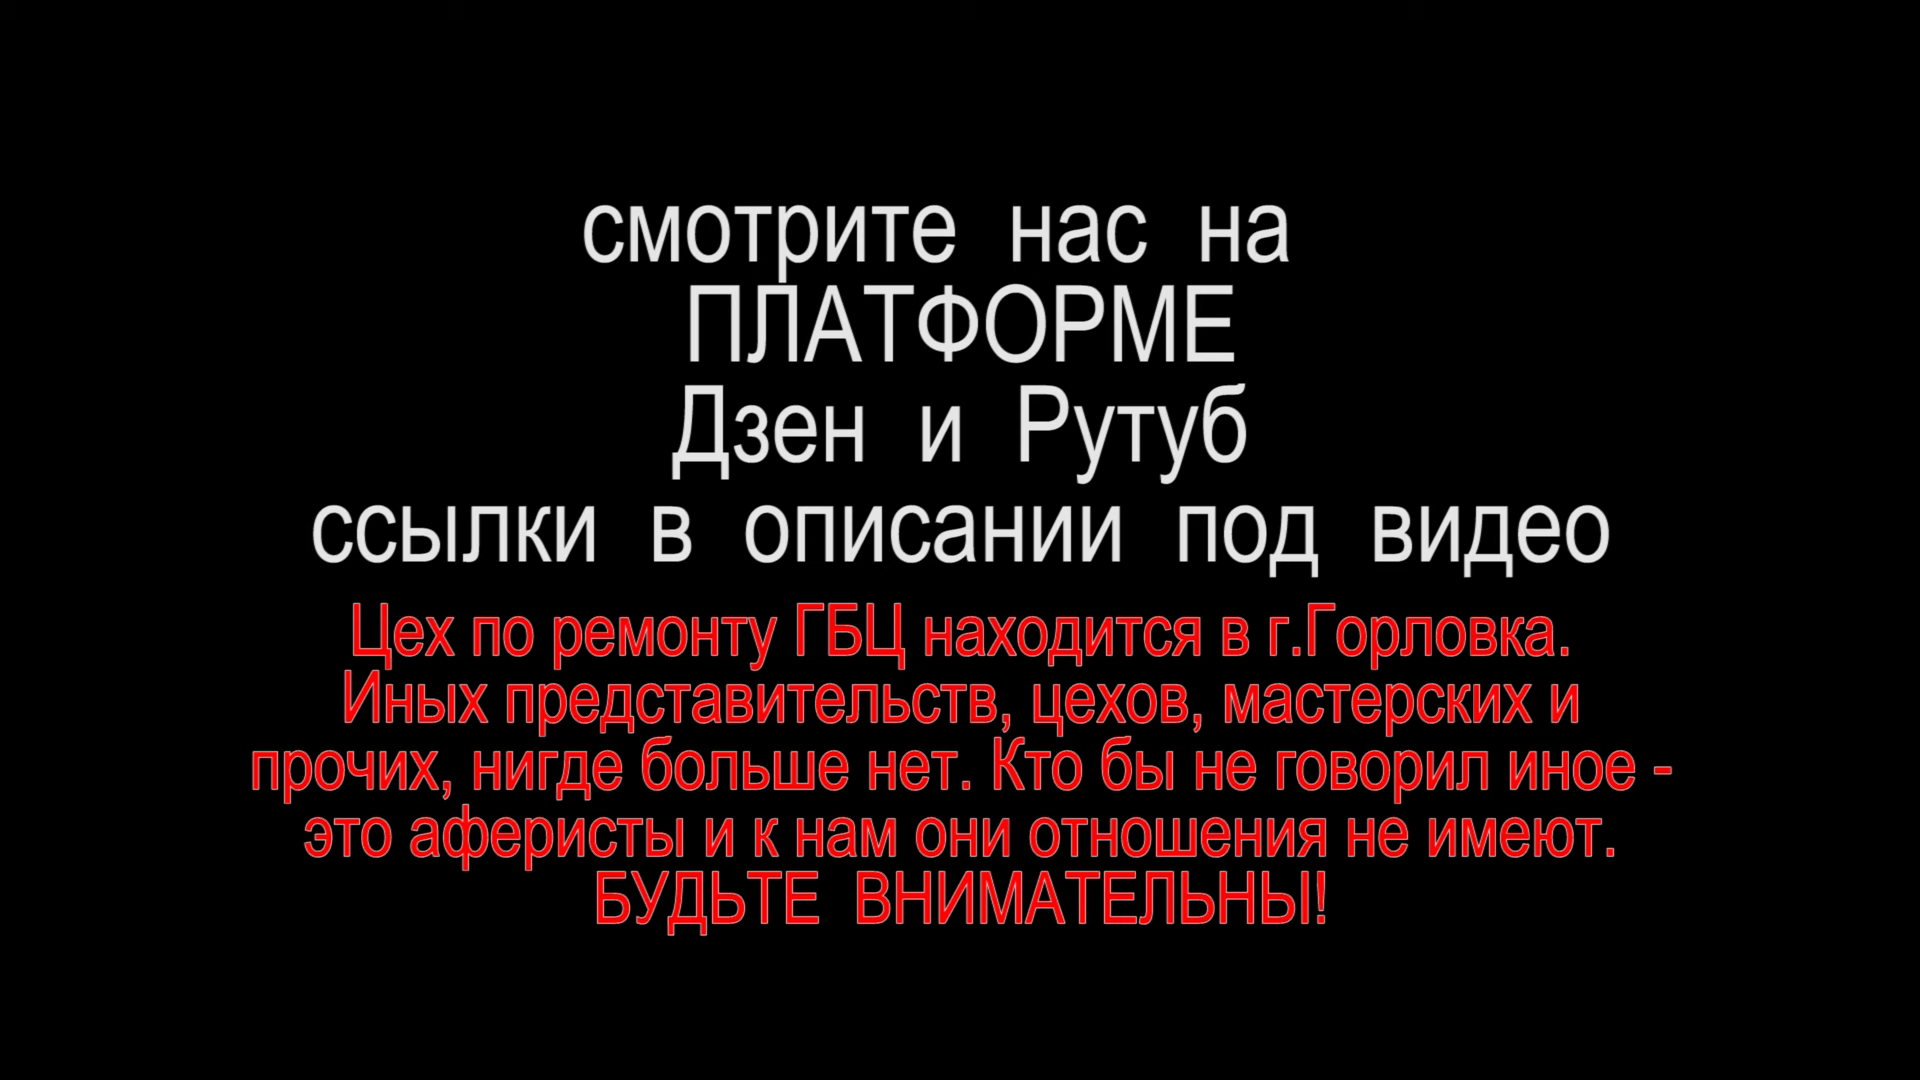 смотрите нас на
ПЛАТФОРМЕ
Дзен и Рутуб
ссылки в описании под видео
Цех по ремонту ГБЦ находится в г.Горловка.
Иных представительств, цехов, мастерских и
прочих, нигде больше нет. Кто бы не говорил иное -
это аферисты и к нам они отношения не имеют.
БУДЬТЕ ВНИМАТЕЛЬНЫ!